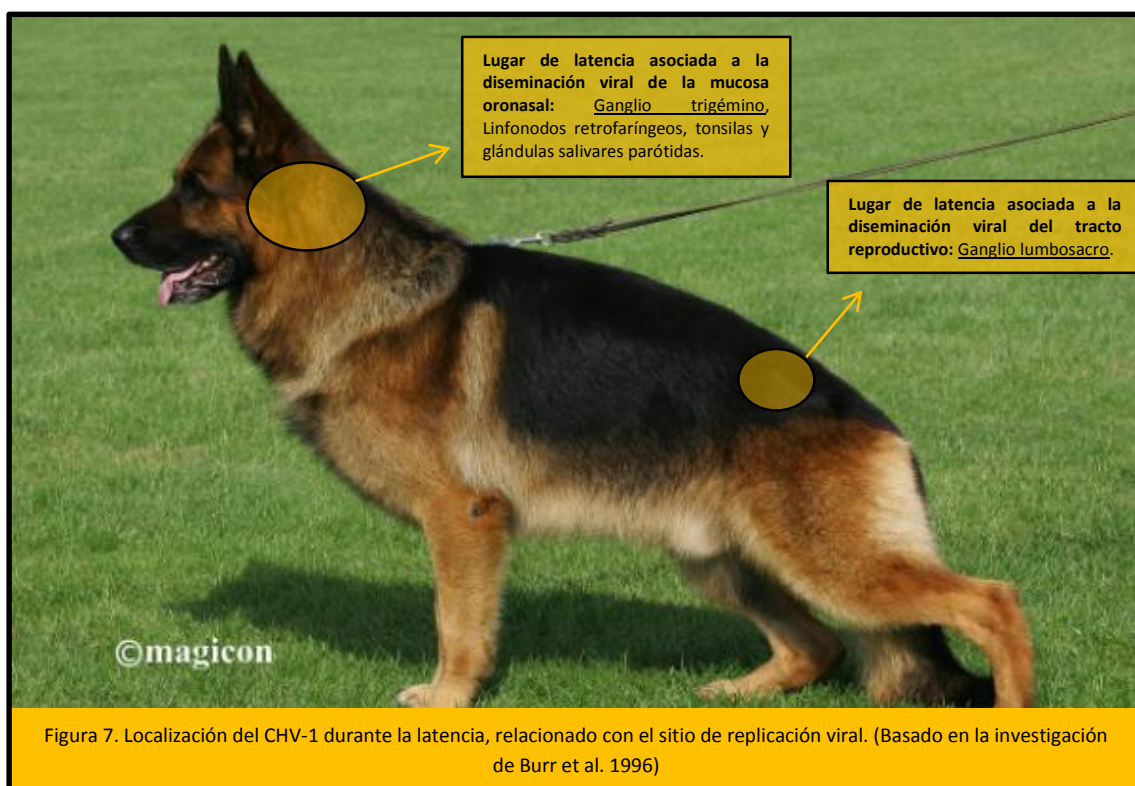 Lugar de latencia asociada a la
diseminación viral de la mucosa
oronasal: Ganglio trigémino,
Linfonodos retrofaríngeos, tonsilas y
glándulas salivares parótidas.
Lugar de latencia asociada a la
diseminación viral del tracto
reproductivo: Ganglio lumbosacro.
©magicon
Figura 7. Localización del CHV-1 durante la latencia, relacionado con el sitio de replicación viral. (Basado en la investigación
de Burr et al. 1996)